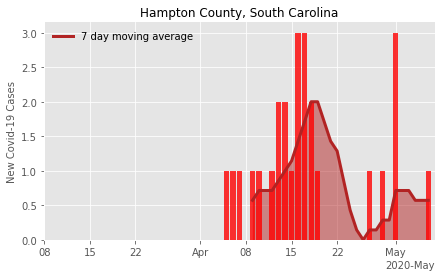 Hampton County, South Carolina
7 day moving average
New Covid-19 Cases
3.0
2.5
2.0
1.5
1.0
0.5
0.0
08 15 22 Apr 08 15 22 May
2020-May